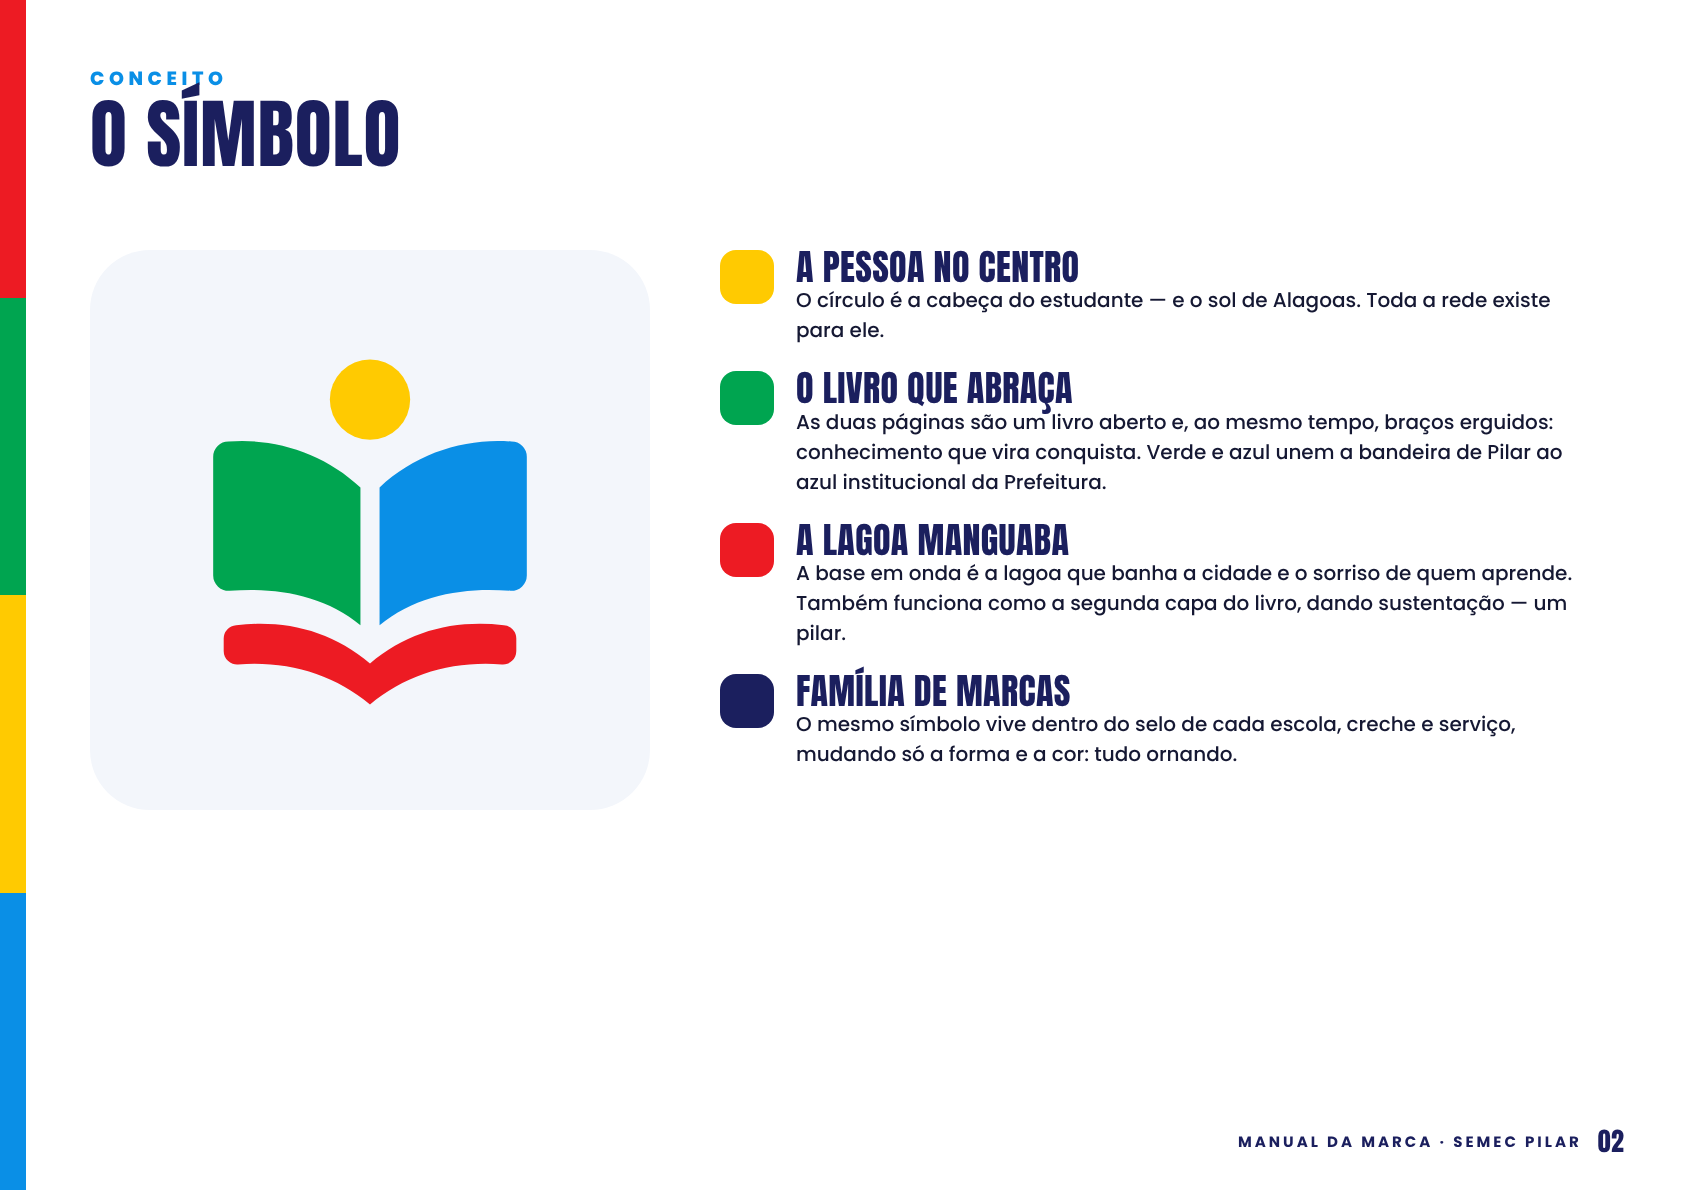 CONCEITO
O SÍMBOLO
A PESSOA NO CENTRO
O círculo é a cabeça do estudante — e o sol de Alagoas. Toda a rede existe
para ele.
O LIVRO QUE ABRAÇA
As duas páginas são um livro aberto e, ao mesmo tempo, braços erguidos:
conhecimento que vira conquista. Verde e azul unem a bandeira de Pilar ao
azul institucional da Prefeitura.
A LAGOA MANGUABA
A base em onda é a lagoa que banha a cidade e o sorriso de quem aprende.
Também funciona como a segunda capa do livro, dando sustentação — um
pilar.
FAMÍLIA DE MARCAS
O mesmo símbolo vive dentro do selo de cada escola, creche e serviço,
mudando só a forma e a cor: tudo ornando.
MANUAL DA MARCA · SEMEC PILAR 02